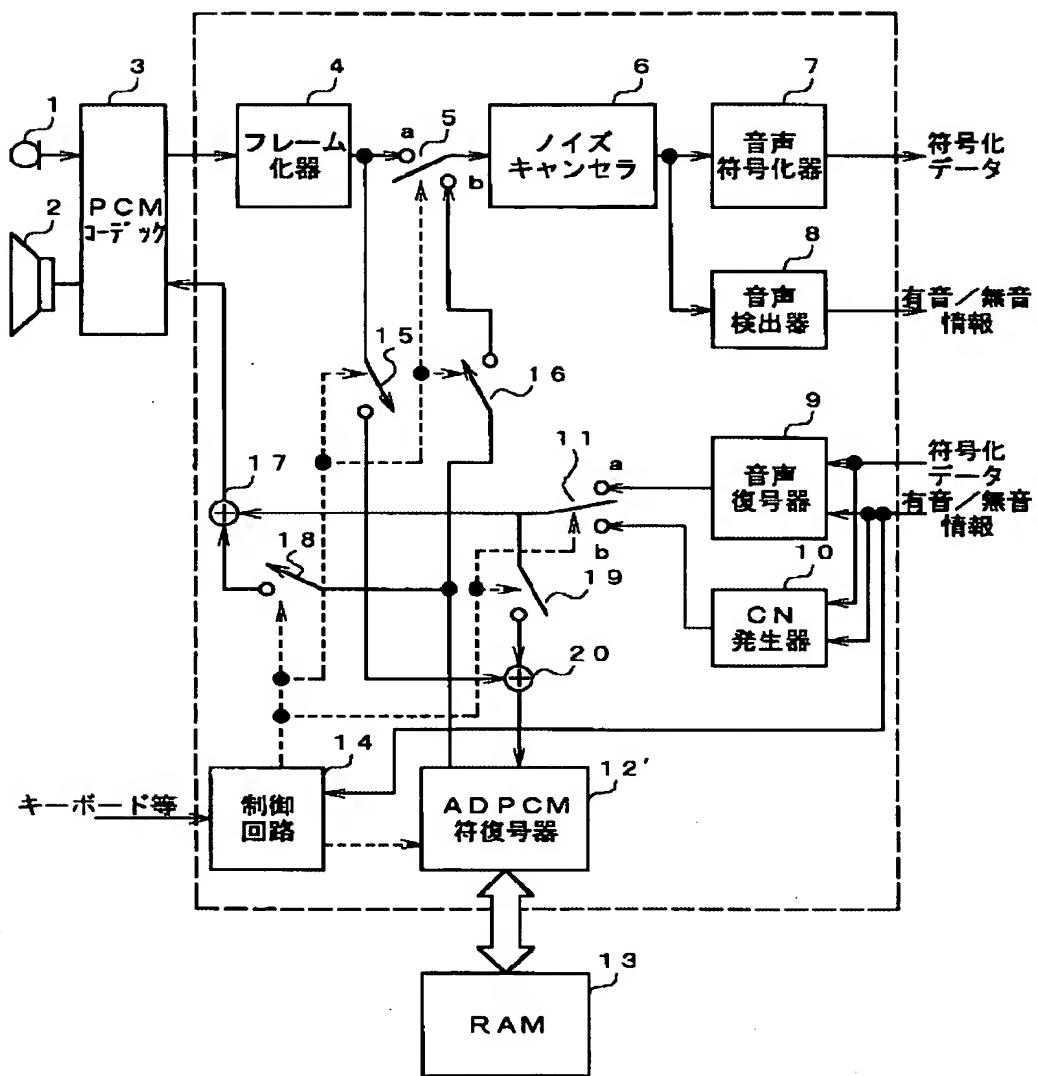 3
4
6
7
1
5
a
フレーム
化器
ノイズ
キャンセラ
音声
符号化器
符号化
データ
b
2
PCM
コーデック
8
音声
検出器
有音/無音
情報
15
16
9
11
a
音声
復号器
符号化
データ
17
有音/無音
情報
b
18
10
19
CN
発生器
20
14
12'
キーボード等
制御
回路
ADPCM
符復号器
13
RAM